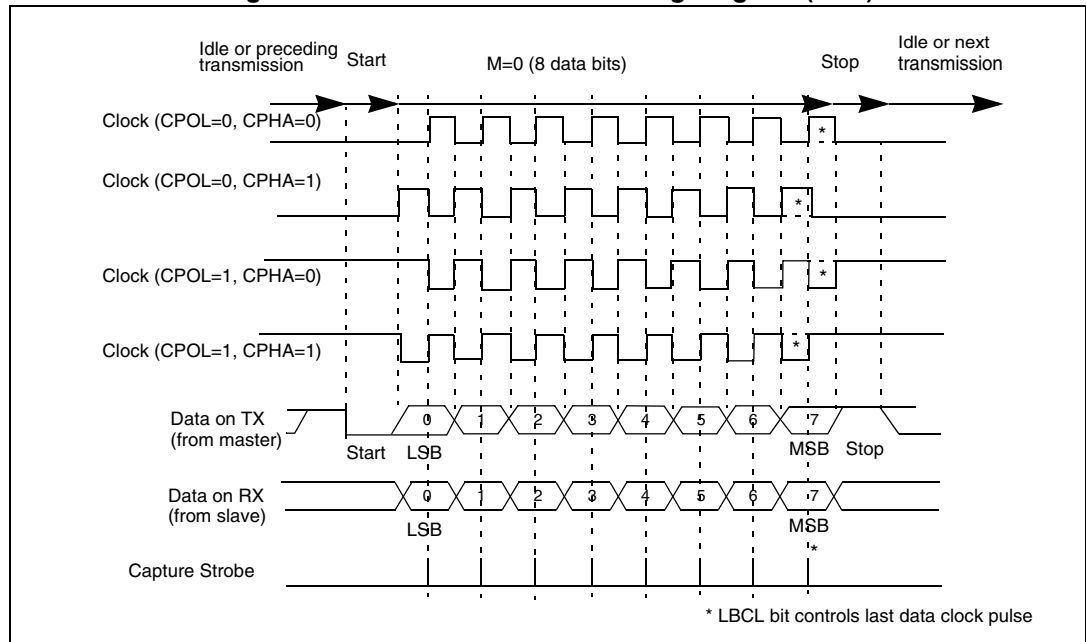 Idle or preceding
transmission
Start
M=0 (8 data bits)
Stop
Idle or next
transmission
Clock (CPOL=0, CPHA=0)
*
Clock (CPOL=0, CPHA=1)
*
Clock (CPOL=1, CPHA=0)
*
Clock (CPOL=1, CPHA=1)
*
Data on TX
(from master)
0 1 2 3 4 5 6 7
Start LSB MSB Stop
Data on RX
(from slave)
0 1 2 3 4 5 6 7
LSB MSB
*
Capture Strobe
* LBCL bit controls last data clock pulse